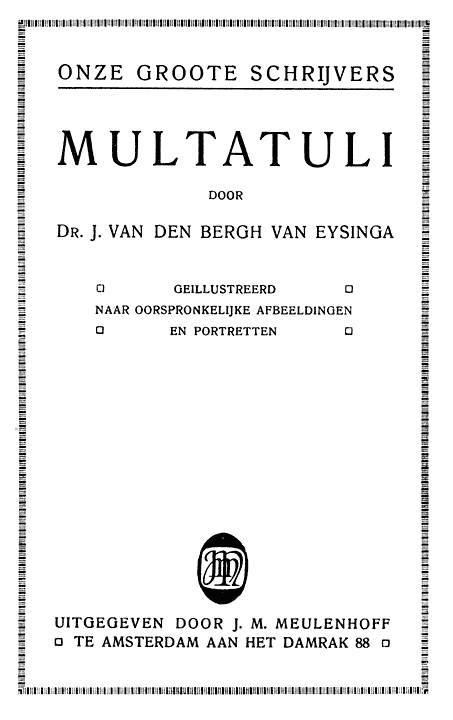 ONZE GROOTE SCHRIJVERS
MULTATULI
DOOR
DR. J. VAN DEN BERGH VAN EYSINGA
GEILLUSTREERD
NAAR OORSPRONKELIJKE AFBEELDINGEN
EN PORTRETTEN
JMM
UITGEGEVEN DOOR J. M. MEULENHOFF
TE AMSTERDAM AAN HET DAMRAK 88